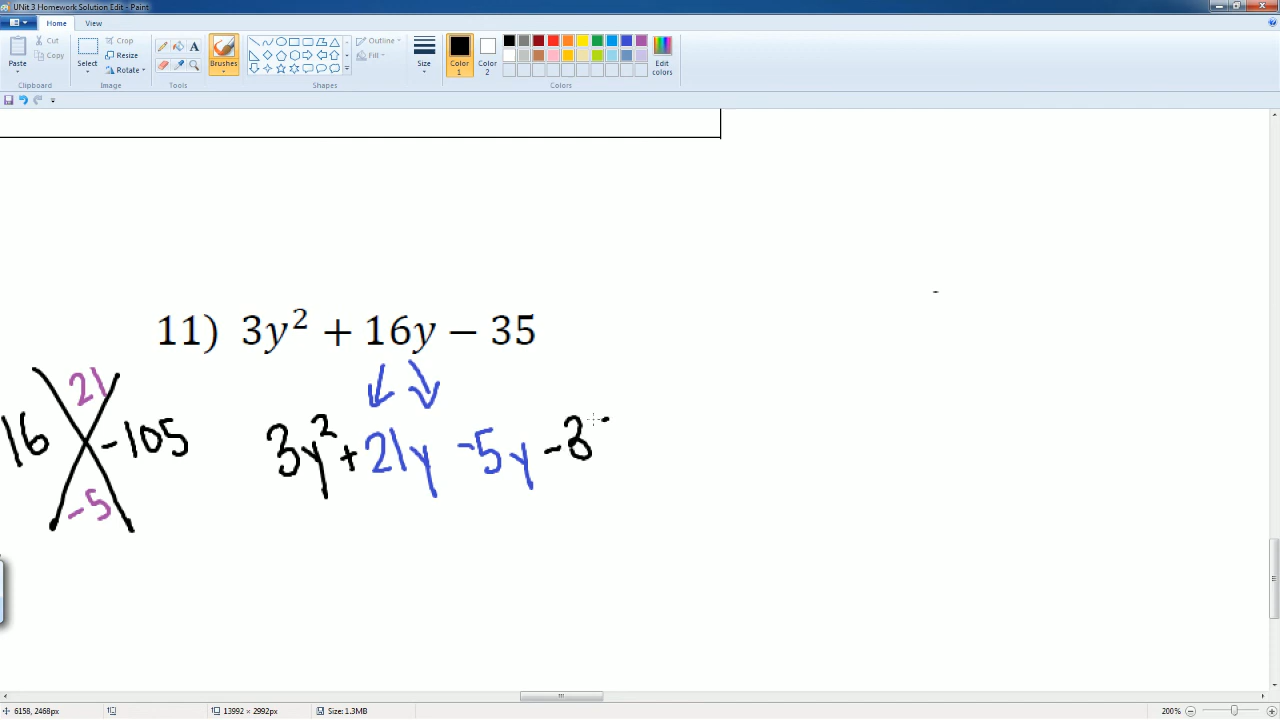 UNit 3 Homework Solution Edit - Paint
Home View
Paste Cut Copy Select Crop Resize Rotate A Brushes Outline Fill Size Color 1 Color 2 Edit colors
Clipboard Image Tools Shapes Colors
11) 3y² + 16y − 35
21
16 -105
-5
3y² + 21y -5y -3
6158, 2468px 13992 × 2992px Size: 1.3MB 200%